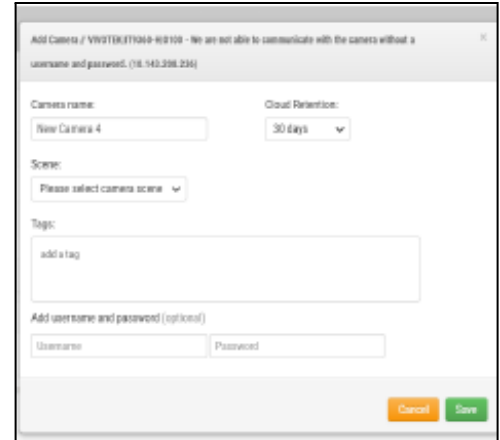 Add Camera / VIVOTEK - We are not able to communicate with the camera without a
username and password.
Camera name:
Cloud Retention:
New Camera 4
30 days
Scene:
Please select camera scene
Tags:
add a tag
Add username and password (optional)
Username
Password
Cancel
Save